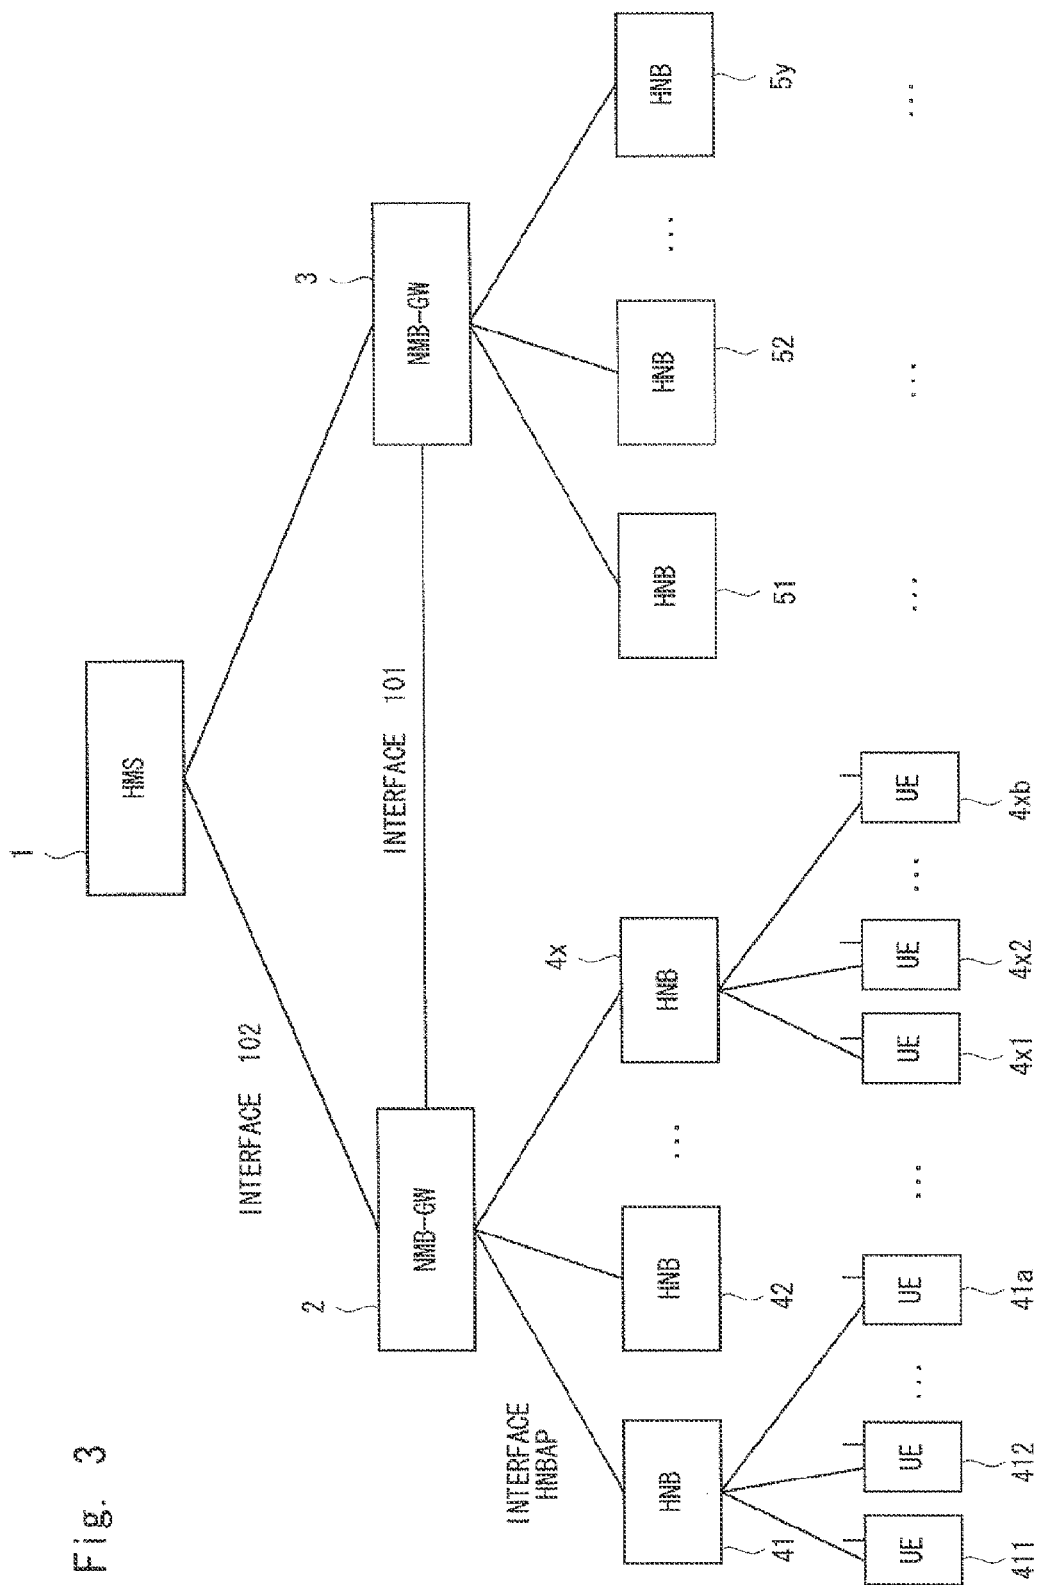 Fig. 3
1
HMS
INTERFACE 102
2
NMB-GW
INTERFACE 101
3
NMB-GW
INTERFACE
HNBAP
HNB
41
HNB
42
...
4x
HNB
HNB
51
HNB
52
...
HNB
5y
UE
411
UE
412
...
UE
41a
...
UE
4x1
UE
4x2
...
UE
4xb
...
...
...